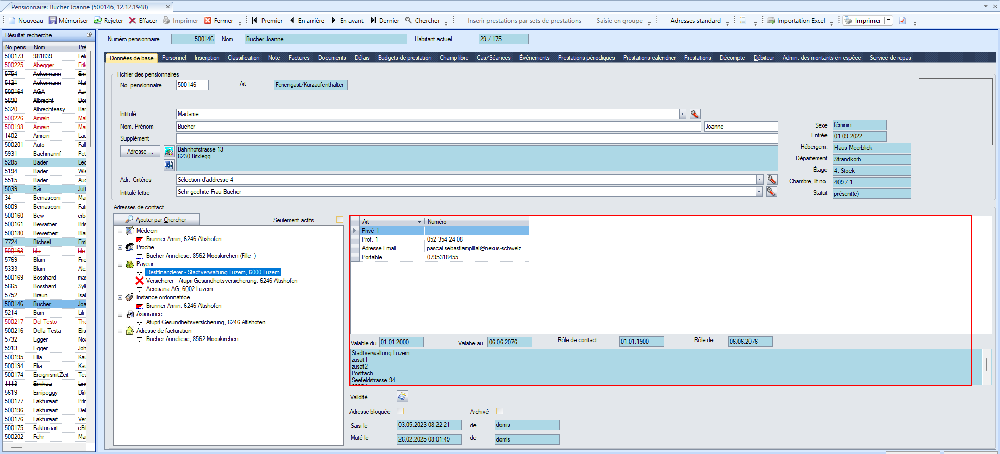 Pensionnaire: Bucher Joanne (500146, 12.12.1948)
Nouveau Mémoriser Rejeter Effacer Imprimer Fermer Premier En arrière En avant Dernier Chercher Inserir prestations par sets de prestations Saisie en groupe Adresses standard Importation Excel Imprimer
Résultat recherche
No pens. Nom Pré
500173 981839 Lei
500225 Abegger Erik
5754 Ackermann Em
5121 Ackermann Nat
500164 AGA Aar
5890 Albrecht Dor
5320 Albrechteasy Bär
500226 Amrein Mai
500198 Amrein Mai
1402 Amrein Lau
500201 Auto Fall
5931 Bachmannf Pet
5285 Bader Leo
5194 Bader Wie
5515 Bader Aug
5039 Bär Jutt
34 Bernasconi Ma
6009 Bernasconi Fat
500160 Bew erb
500161 Bewärber Bri
500180 Bewerberr Bia
7724 Bichsel Emi
500163 bla blo
5769 Blum Frie
5333 Blum Ale
500169 Bosshard max
5665 Bosshard Syl
5752 Braun Isal
500146 Bucher Joa
5214 Burri Lili
500217 Del Testo The
500216 Della Testa Elis
5732 Egger No
5913 Egger Joh
500195 Elia Kau
500194 Elia Kau
500174 EreignismitZeit Tes
1113 Emihaa Lin
5619 Emipeggy Dirk
500177 Fakturaart Prin
500196 Fakturaart Del
500176 Fakturaart Ver
500175 Fakturaart eBi
500202 Fehr Ma
Numéro pensionnaire 500146 Nom Bucher Joanne Habitant actuel 29 / 175
Données de base Personnel Inscription Classification Note Factures Documents Délais Budgets de prestation Champ libre Cas/Séances Évènements Prestations périodiques Prestations calendrier Prestations Décompte Débiteur Admin. des montants en espèce Service de repas
Fichier des pensionnaires
No. pensionnaire 500146 Art Feriengast/Kurzaufenthalter
Intitulé Madame
Nom, Prénom Bucher Joanne
Supplément
Adresse ... Bahnhofstrasse 13
6230 Brixlegg
Adr. -Critères Sélection d'addresse 4
Intitulé lettre Sehr geehrte Frau Bucher
Sexe féminin
Entrée 01.09.2022
Hébergem. Haus Meerblick
Département Strandkorb
Étage 4. Stock
Chambre, lit no. 409 / 1
Statut présent(e)
Adresses de contact
Ajouter par Chercher Seulement actifs
Médecin
Brunner Armin, 6246 Altishofen
Proche
Bucher Anneliese, 8562 Mooskirchen (Fille )
Payeur
Restfinanzierer - Stadtverwaltung Luzern, 6000 Luzern
Versicherer - Atupri Gesundheitsversicherung, 6246 Altishofen
Acrosana AG, 6002 Luzern
Instance ordonnatrice
Brunner Armin, 6246 Altishofen
Assurance
Atupri Gesundheitsversicherung, 6246 Altishofen
Adresse de facturation
Bucher Anneliese, 8562 Mooskirchen
Art Numéro
Privé 1
Prof. 1 052 354 24 08
Adresse Email pascal.sebastiampillai@nexus-schweiz...
Portable 0795318455
Valable du 01.01.2000 Valabe au 06.06.2076 Rôle de contact 01.01.1900 Rôle de 06.06.2076
Stadtverwaltung Luzern
zusat1
zusat2
Postfach
Seefeldstrasse 94
Validité
Adresse bloquée Archivé
Saisi le 03.05.2023 08:22:21 de domis
Muté le 26.02.2025 08:01:49 de domis